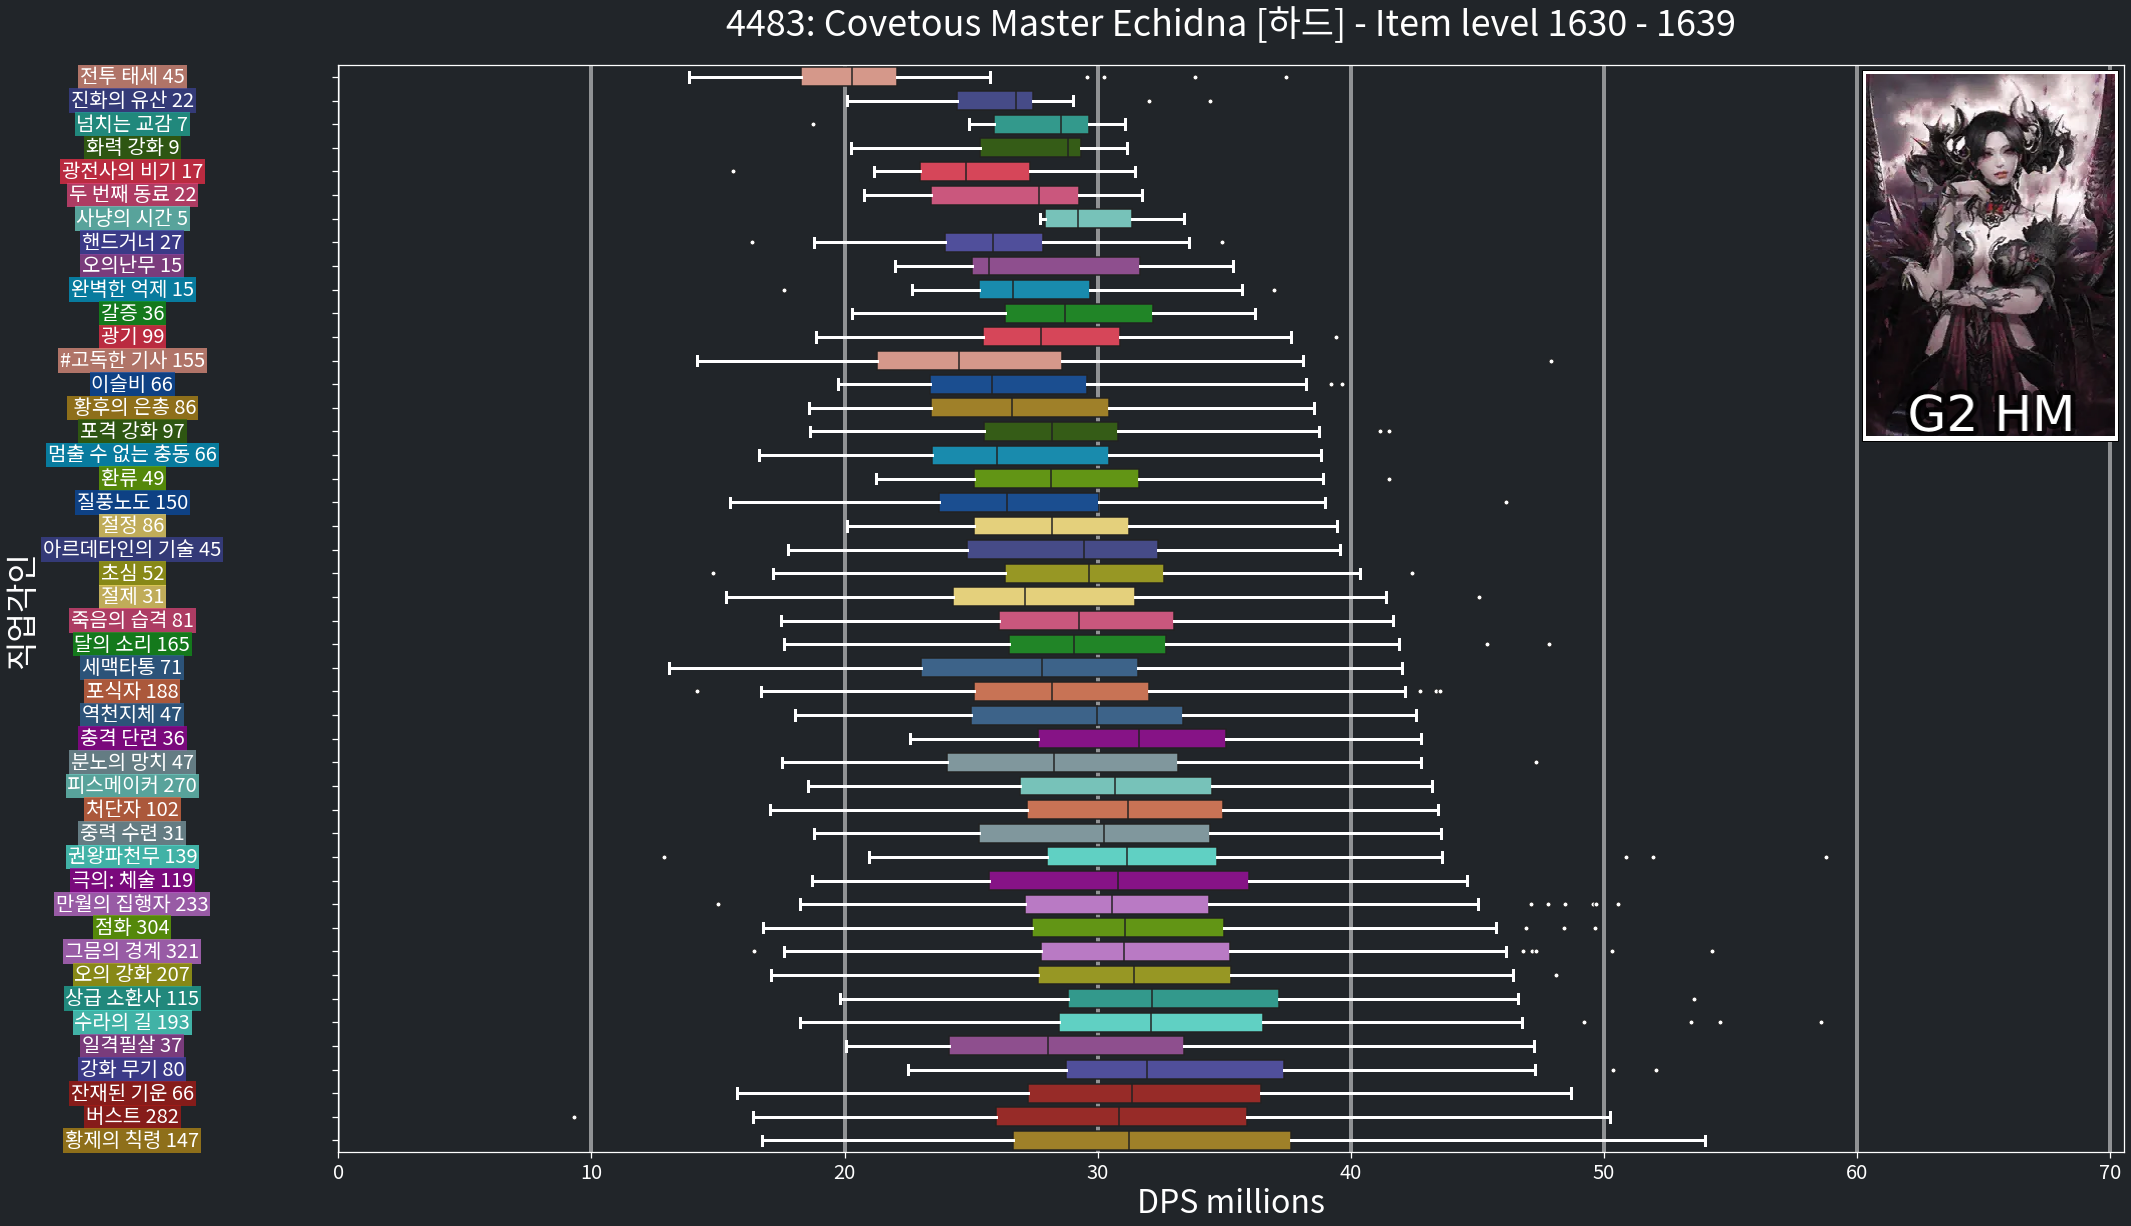 4483: Covetous Master Echidna [하드] - Item level 1630 - 1639
전투 태세 45
진화의 유산 22
넘치는 교감 7
화력 강화 9
광전사의 비기 17
두 번째 동료 22
사냥의 시간 5
핸드거너 27
오의난무 15
완벽한 억제 15
갈증 36
광기 99
#고독한 기사 155
이슬비 66
황후의 은총 86
포격 강화 97
멈출 수 없는 충동 66
환류 49
질풍노도 150
절정 86
아르데타인의 기술 45
초심 52
절제 31
죽음의 습격 81
달의 소리 165
세맥타통 71
포식자 188
역천지체 47
충격 단련 36
분노의 망치 47
피스메이커 270
처단자 102
중력 수련 31
권왕파천무 139
극의: 체술 119
만월의 집행자 233
점화 304
그믐의 경계 321
오의 강화 207
상급 소환사 115
수라의 길 193
일격필살 37
강화 무기 80
잔재된 기운 66
버스트 282
황제의 칙령 147
직업각인
G2 HM
0 10 20 30 40 50 60 70
DPS millions